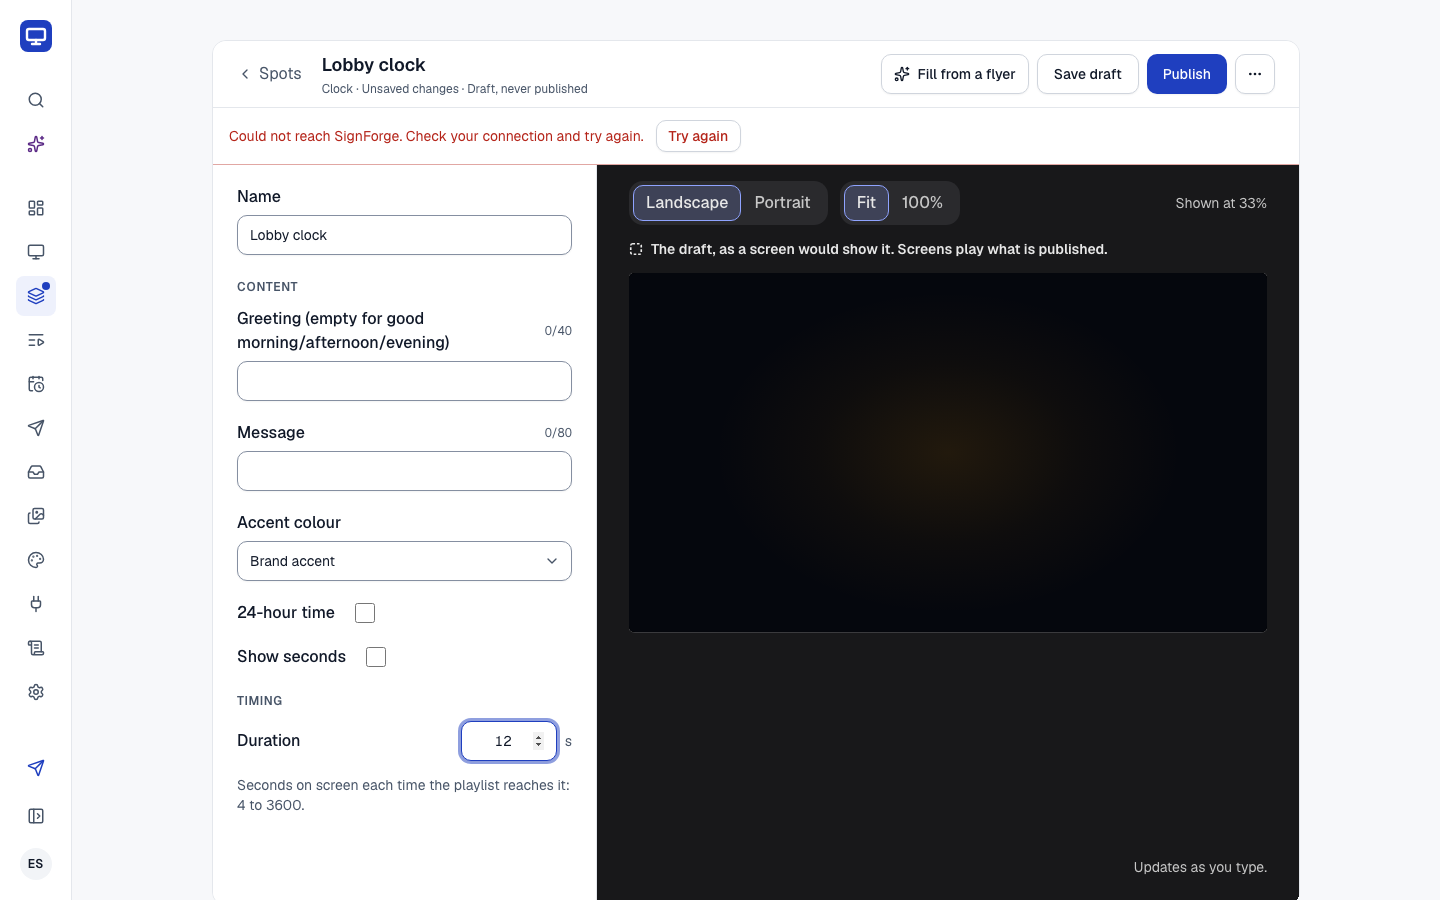 Spots
Lobby clock
Clock · Unsaved changes · Draft, never published
Fill from a flyer
Save draft
Publish
Could not reach SignForge. Check your connection and try again.
Try again
Name
Lobby clock
CONTENT
Greeting (empty for good
morning/afternoon/evening)
0/40
Message
0/80
Accent colour
Brand accent
24-hour time
Show seconds
TIMING
Duration
12
s
Seconds on screen each time the playlist reaches it:
4 to 3600.
Landscape
Portrait
Fit
100%
Shown at 33%
The draft, as a screen would show it. Screens play what is published.
Updates as you type.
ES